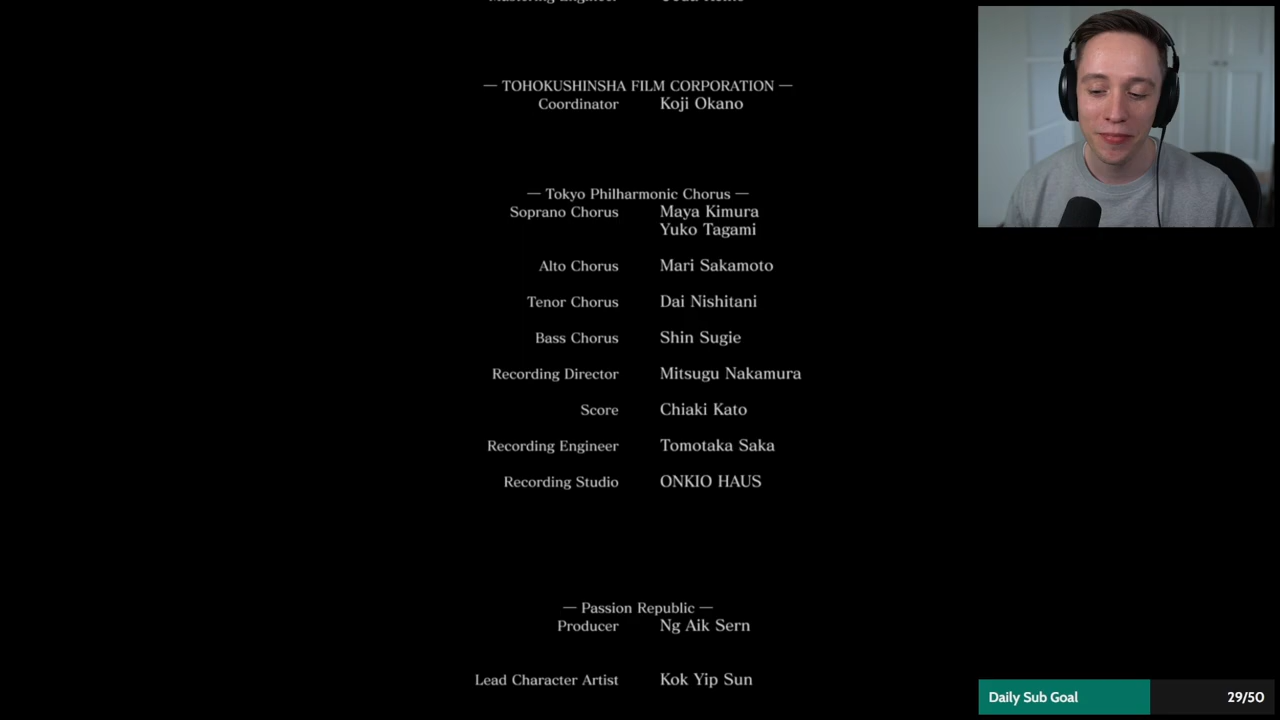 — TOHOKUSHINSHA FILM CORPORATION —
Coordinator Koji Okano
— Tokyo Philharmonic Chorus —
Soprano Chorus Maya Kimura
Yuko Tagami
Alto Chorus Mari Sakamoto
Tenor Chorus Dai Nishitani
Bass Chorus Shin Sugie
Recording Director Mitsugu Nakamura
Score Chiaki Kato
Recording Engineer Tomotaka Saka
Recording Studio ONKIO HAUS
— Passion Republic —
Producer Ng Aik Sern
Lead Character Artist Kok Yip Sun
Daily Sub Goal 29/50